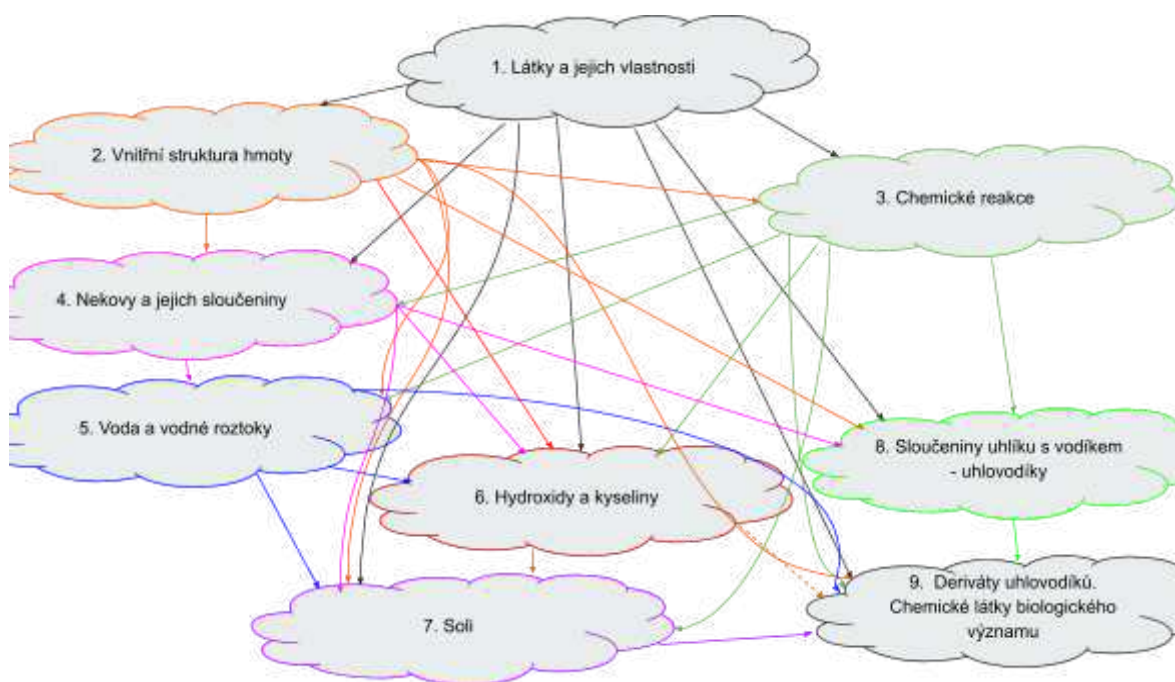 1. Látky a jejich vlastnosti
2. Vnitřní struktura hmoty
3. Chemické reakce
4. Nekovy a jejich sloučeniny
5. Voda a vodné roztoky
6. Hydroxidy a kyseliny
7. Soli
8. Sloučeniny uhlíku s vodíkem
- uhlovodíky
9. Deriváty uhlovodíků.
Chemické látky biologického
významu